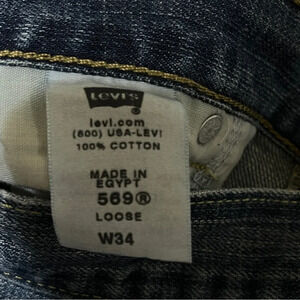 Levi's
levi.com
(800) USA-LEVI
100% COTTON
MADE IN
EGYPT
569®
LOOSE
W34